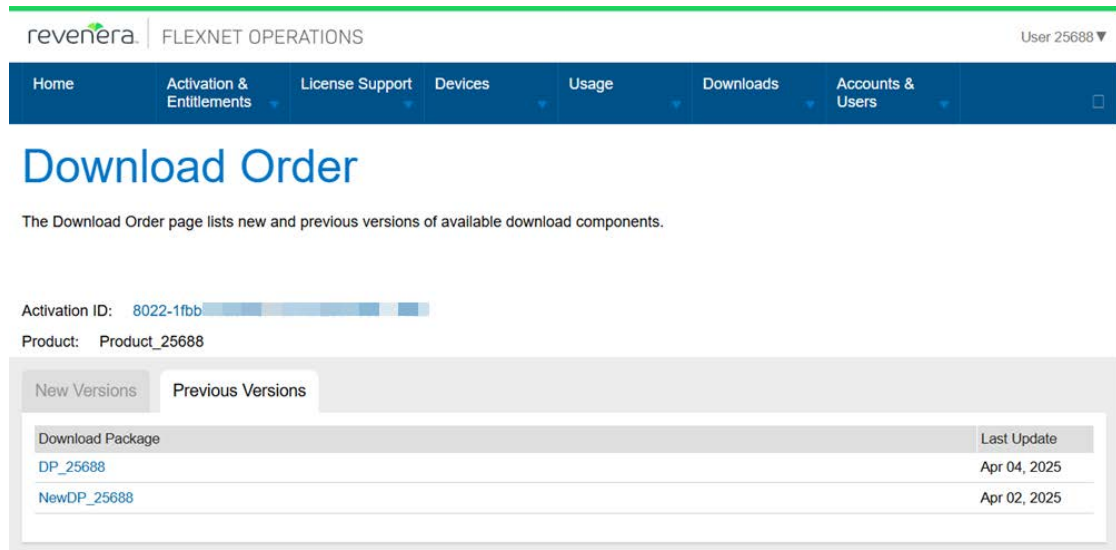 revenera. FLEXNET OPERATIONS User 25688▼
Home Activation & Entitlements License Support Devices Usage Downloads Accounts & Users
Download Order
The Download Order page lists new and previous versions of available download components.
Activation ID: 8022-1fbb
Product: Product_25688
New Versions Previous Versions
Download Package Last Update
DP_25688 Apr 04, 2025
NewDP_25688 Apr 02, 2025